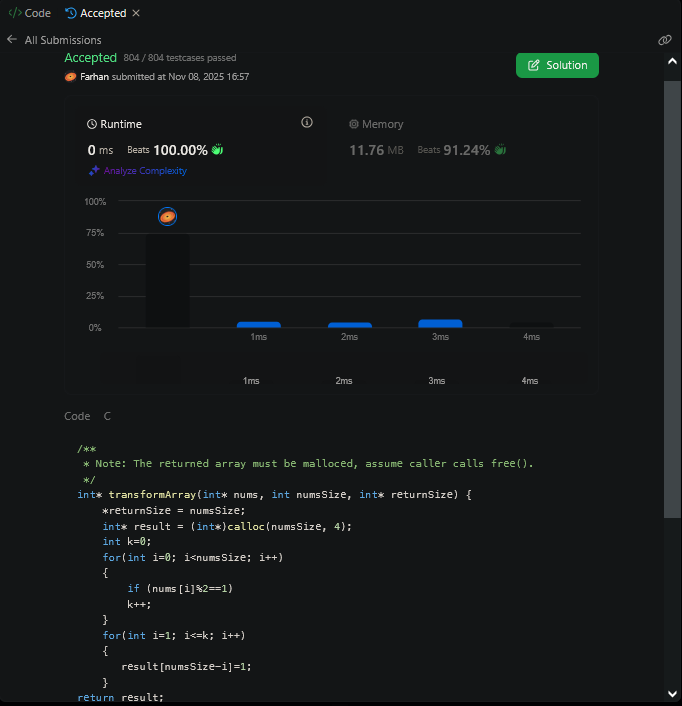 </> Code Accepted ×
← All Submissions
Accepted 804 / 804 testcases passed
Farhan submitted at Nov 08, 2025 16:57
Solution
Runtime
0 ms Beats 100.00%
Analyze Complexity
Memory
11.76 MB Beats 91.24%
100%
75%
50%
25%
0%
1ms 2ms 3ms 4ms
1ms 2ms 3ms 4ms
Code C
/**
 * Note: The returned array must be malloced, assume caller calls free().
 */
int* transformArray(int* nums, int numsSize, int* returnSize) {
    *returnSize = numsSize;
    int* result = (int*)calloc(numsSize, 4);
    int k=0;
    for(int i=0; i<numsSize; i++)
    {
        if (nums[i]%2==1)
        k++;
    }
    for(int i=1; i<=k; i++)
    {
       result[numsSize-i]=1;
    }
return result;